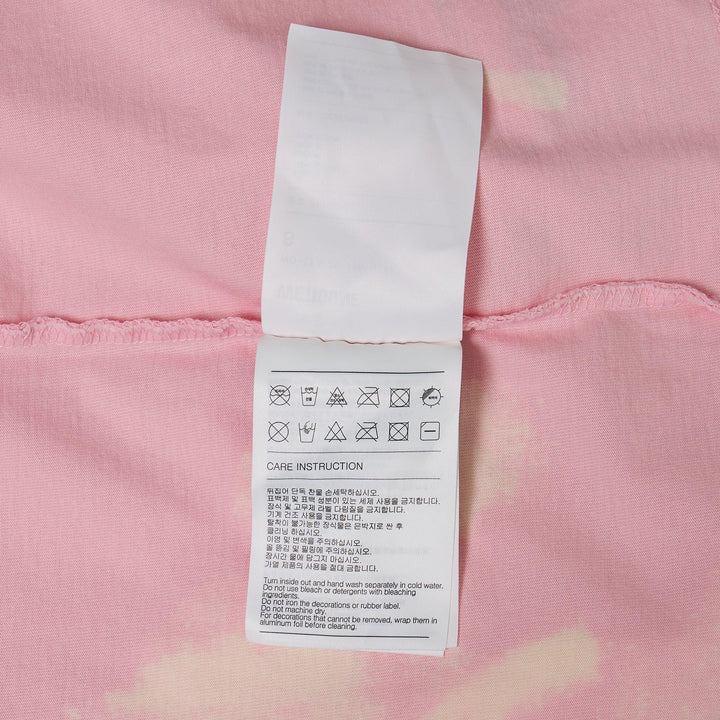 CARE INSTRUCTION
뒤집어 단독 찬물 손세탁하십시오.
표백제 및 표백 성분이 있는 세제 사용을 금지합니다.
장식 및 고무제 라벨 다림질을 금지합니다.
기계 건조 사용을 금지합니다.
탈착이 불가능한 장식물은 은박지로 싼 후
클리닝 하십시오.
이염 및 변색을 주의하십시오.
올 뜯김 및 필링에 주의하십시오.
장시간 물에 담그지 마십시오.
가열 제품의 사용을 절대 금합니다.
Turn inside out and hand wash separately in cold water.
Do not use bleach or detergents with bleaching
ingredients.
Do not iron the decorations or rubber label.
Do not machine dry.
For decorations that cannot be removed, wrap them in
aluminum foil before cleaning.